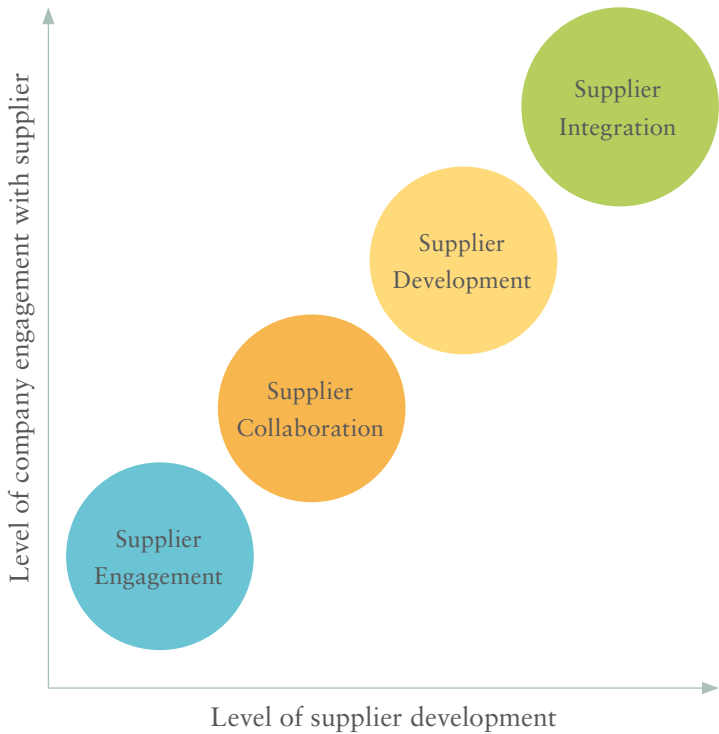 Level of company engagement with supplier
Supplier
Integration
Supplier
Development
Supplier
Collaboration
Supplier
Engagement
Level of supplier development